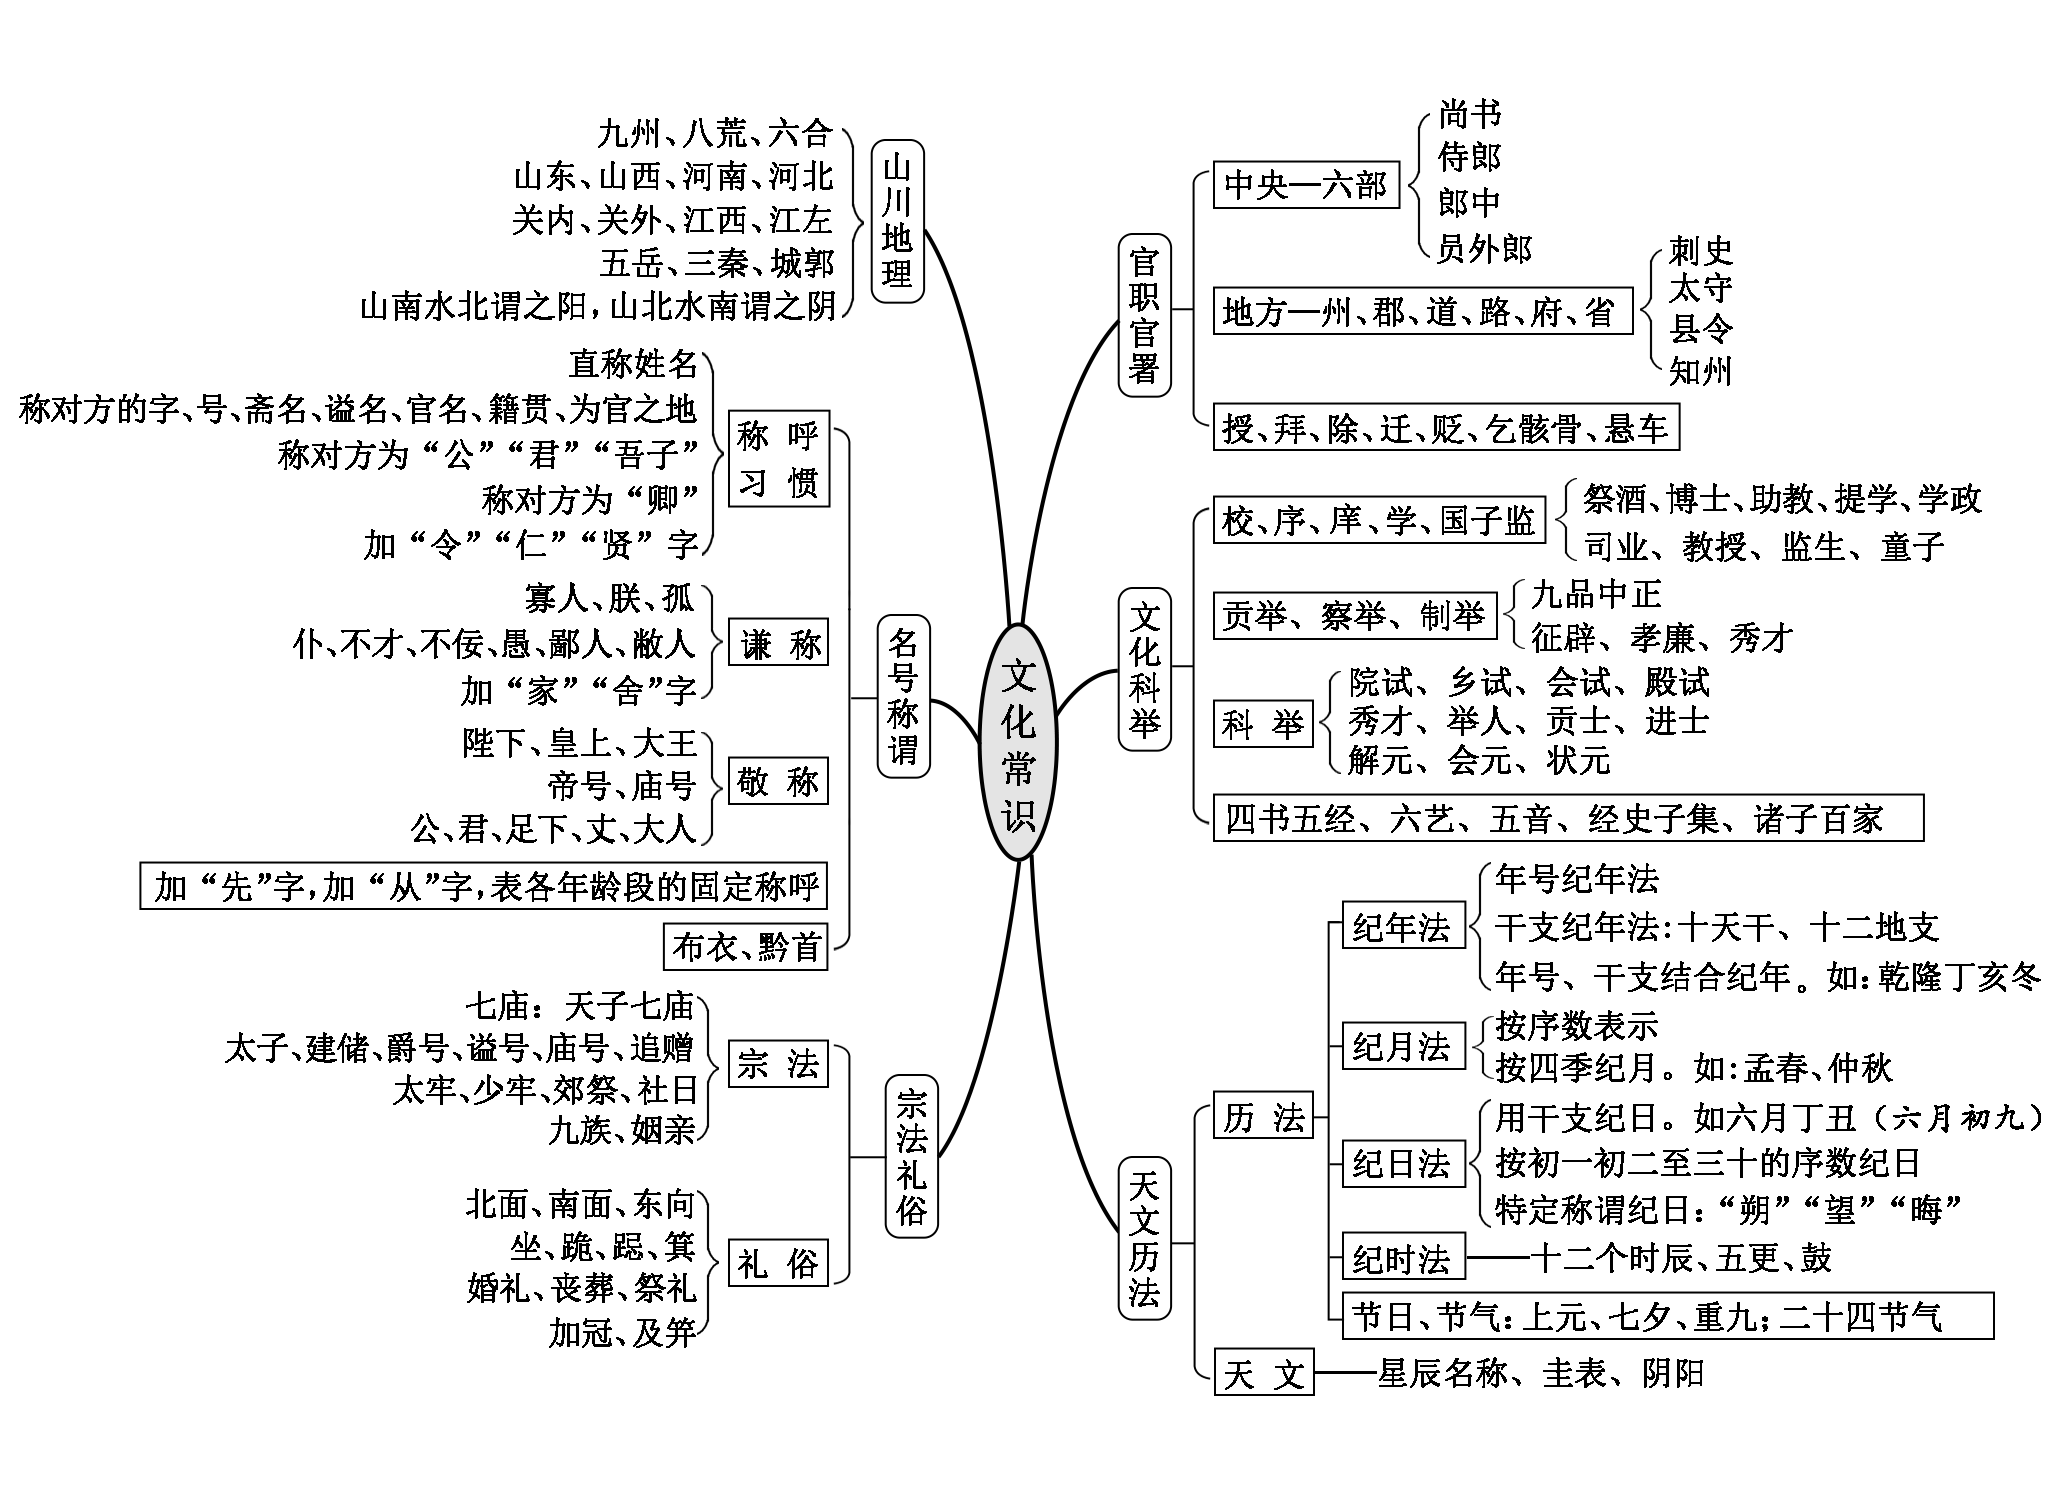 文化常识
山川地理
九州、八荒、六合
山东、山西、河南、河北
关内、关外、江西、江左
五岳、三秦、城郭
山南水北谓之阳，山北水南谓之阴
名号称谓
称呼
习惯
直称姓名
称对方的字、号、斋名、谥名、官名、籍贯、为官之地
称对方为“公”“君”“吾子”
称对方为“卿”
加“令”“仁”“贤”字
谦称
寡人、朕、孤
仆、不才、不佞、愚、鄙人、敝人
加“家”“舍”字
敬称
陛下、皇上、大王
帝号、庙号
公、君、足下、丈、大人
加“先”字，加“从”字，表各年龄段的固定称呼
布衣、黔首
宗法礼俗
宗法
七庙：天子七庙
太子、建储、爵号、谥号、庙号、追赠
太牢、少牢、郊祭、社日
九族、姻亲
礼俗
北面、南面、东向
坐、跪、跽、箕
婚礼、丧葬、祭礼
加冠、及笄
官职官署
中央—六部
尚书
侍郎
郎中
员外郎
地方—州、郡、道、路、府、省
刺史
太守
县令
知州
授、拜、除、迁、贬、乞骸骨、悬车
文化科举
校、序、庠、学、国子监
祭酒、博士、助教、提学、学政
司业、教授、监生、童子
贡举、察举、制举
九品中正
征辟、孝廉、秀才
科举
院试、乡试、会试、殿试
秀才、举人、贡士、进士
解元、会元、状元
四书五经、六艺、五音、经史子集、诸子百家
天文历法
历法
纪年法
年号纪年法
干支纪年法：十天干、十二地支
年号、干支结合纪年。如：乾隆丁亥冬
纪月法
按序数表示
按四季纪月。如：孟春、仲秋
纪日法
用干支纪日。如六月丁丑（六月初九）
按初一初二至三十的序数纪日
特定称谓纪日：“朔”“望”“晦”
纪时法
十二个时辰、五更、鼓
节日、节气：上元、七夕、重九；二十四节气
天文
星辰名称、圭表、阴阳